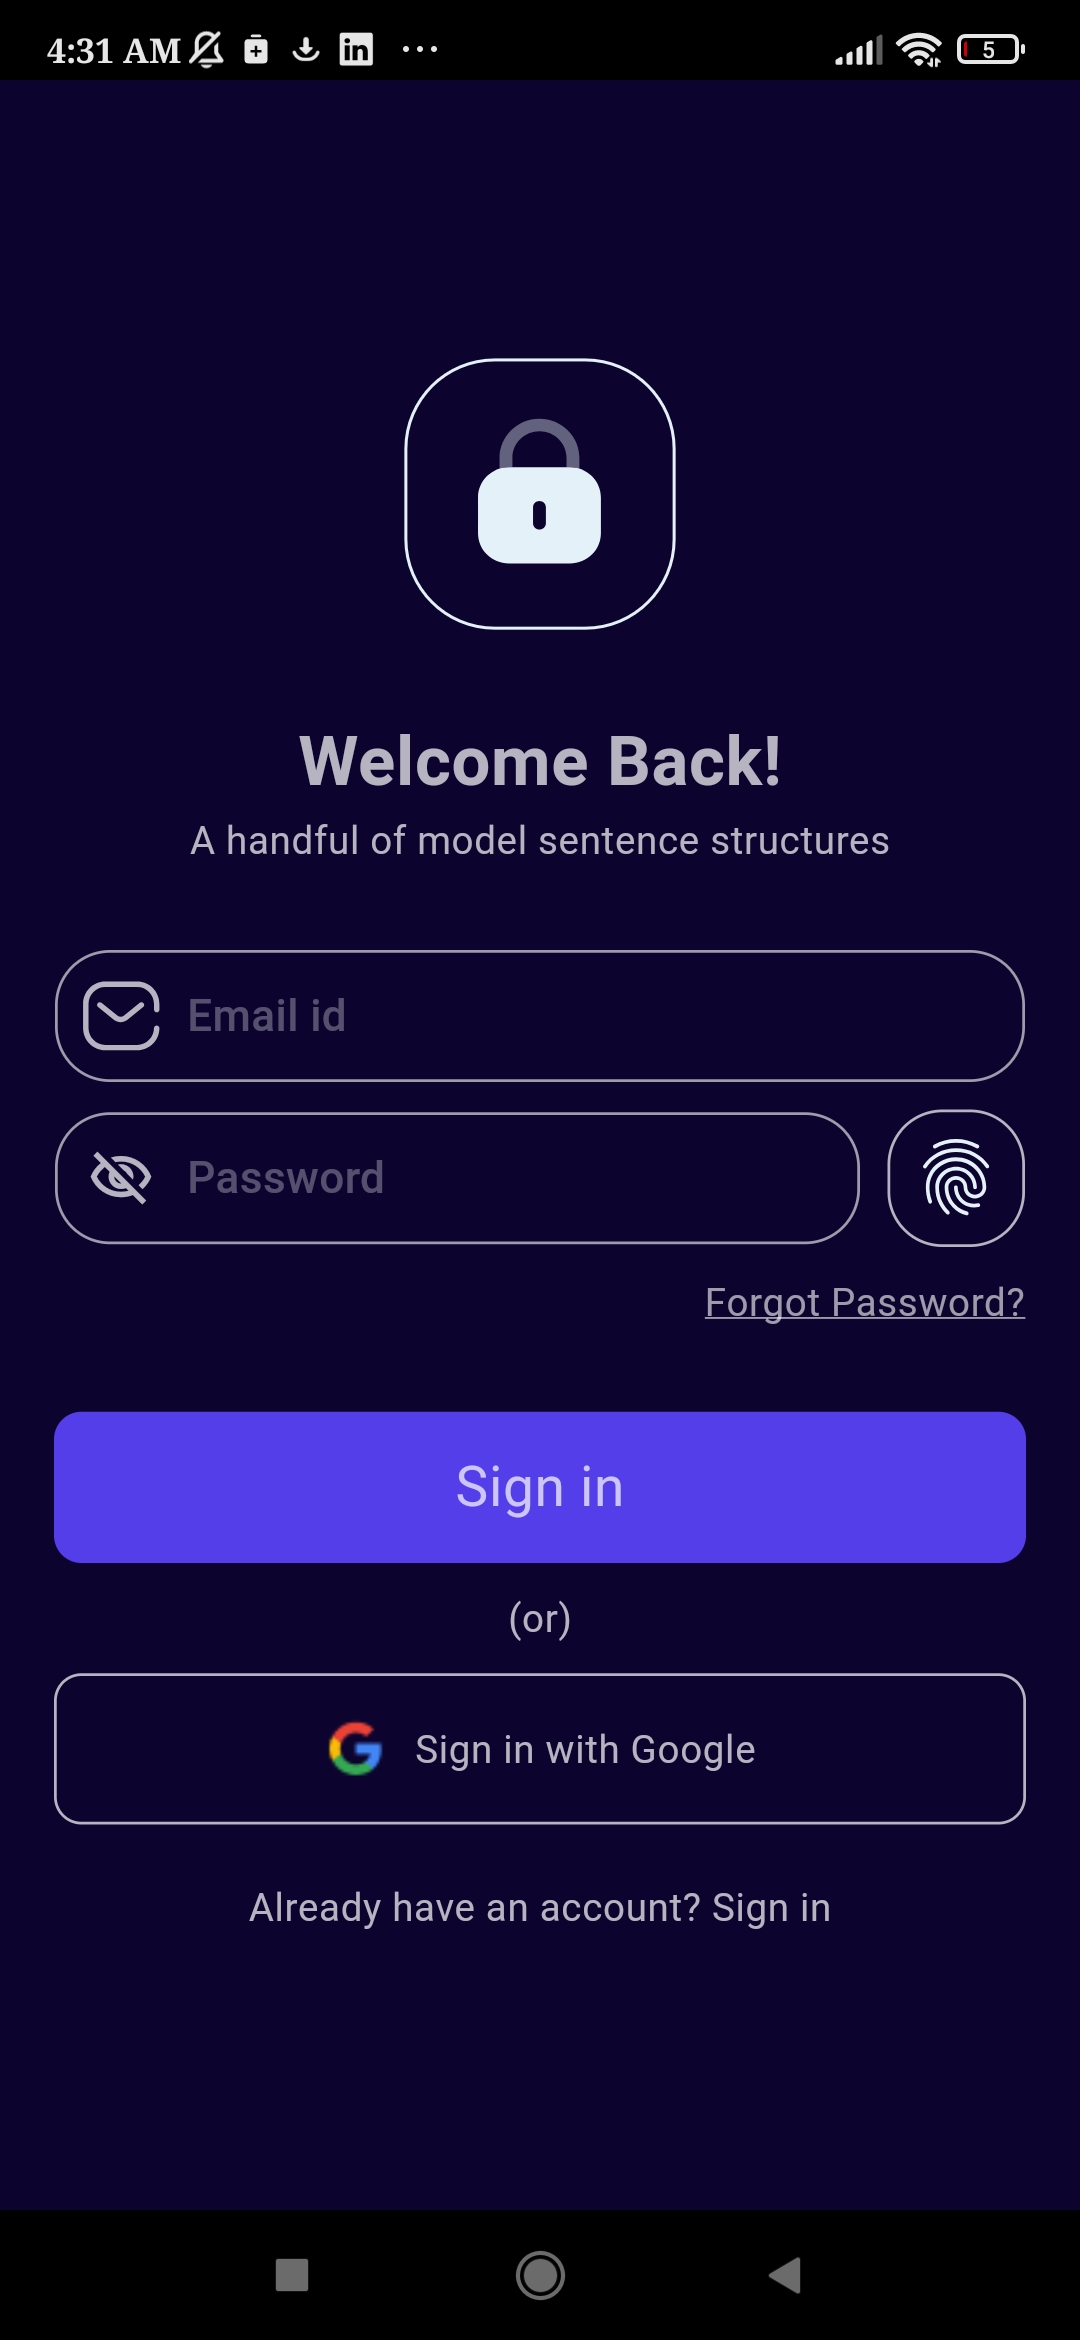 4:31 AM
5
Welcome Back!
A handful of model sentence structures
Email id
Password
Forgot Password?
Sign in
(or)
Sign in with Google
Already have an account? Sign in